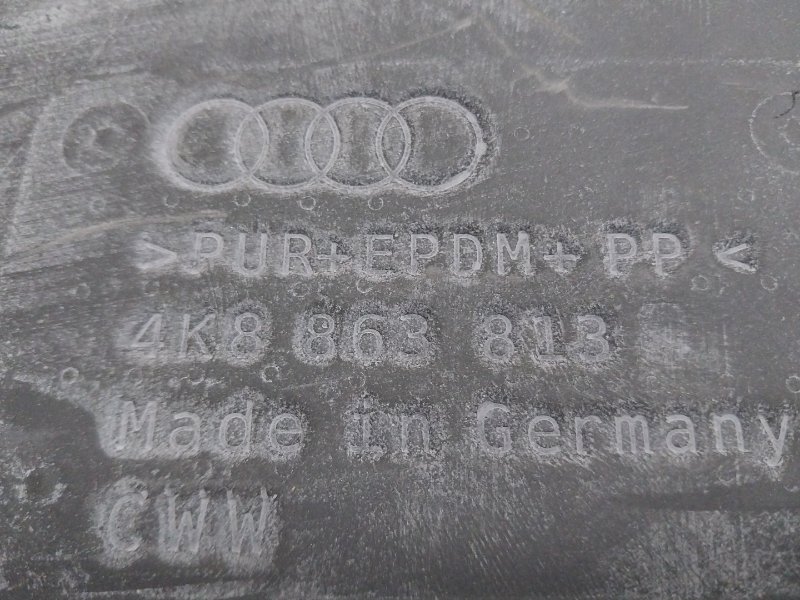 >PUR+EPDM+PP<
4K8 863 813
Made in Germany
CWW